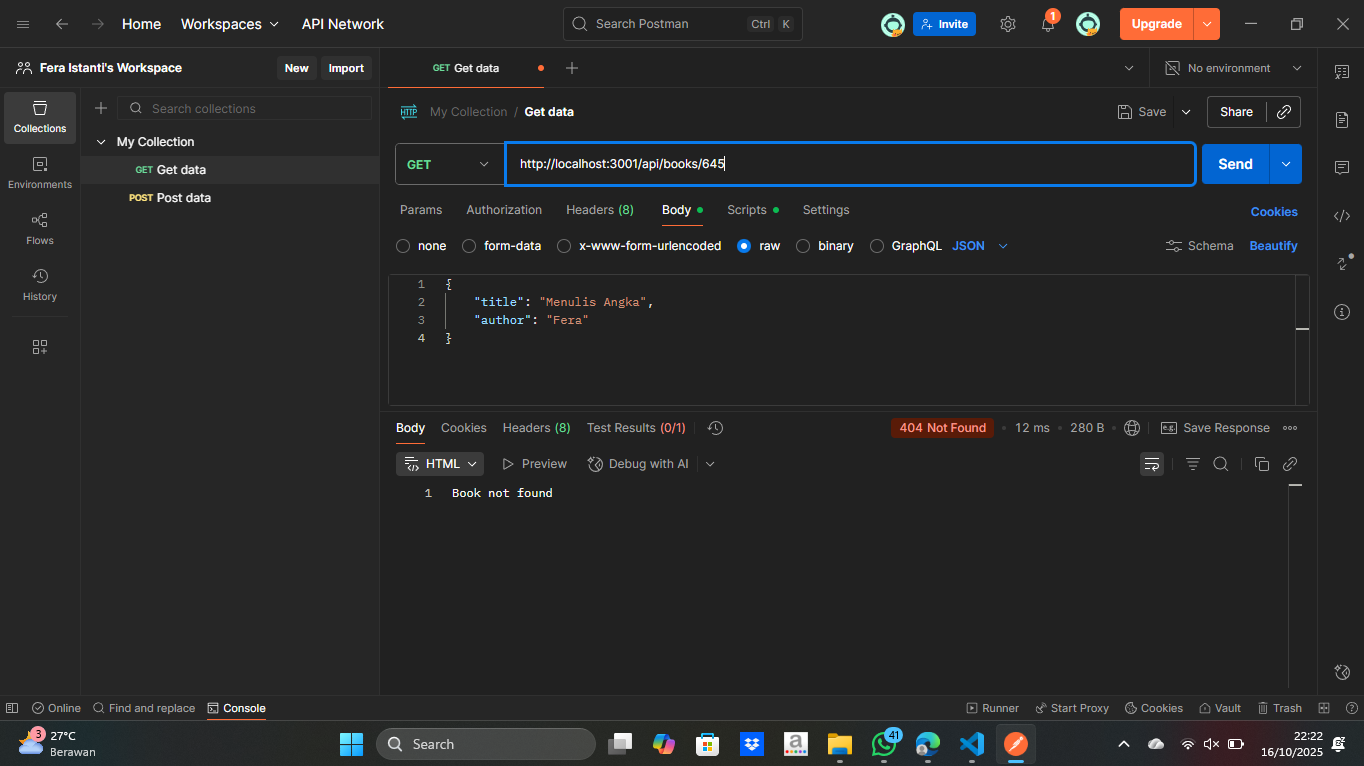 Home Workspaces API Network Search Postman Ctrl K Invite 1 Upgrade
Fera Istanti's Workspace New Import GET Get data No environment
Collections
Environments
Flows
History
Search collections
My Collection
GET Get data
POST Post data
HTTP My Collection / Get data Save Share
GET http://localhost:3001/api/books/645 Send
Params Authorization Headers (8) Body Scripts Settings Cookies
none form-data x-www-form-urlencoded raw binary GraphQL JSON Schema Beautify
1 {
2 "title": "Menulis Angka",
3 "author": "Fera"
4 }
Body Cookies Headers (8) Test Results (0/1) 404 Not Found 12 ms 280 B e.g. Save Response
HTML Preview Debug with AI
1 Book not found
Online Find and replace Console Runner Start Proxy Cookies Vault Trash
3 27°C
Berawan
Search
a
41
22:22
16/10/2025